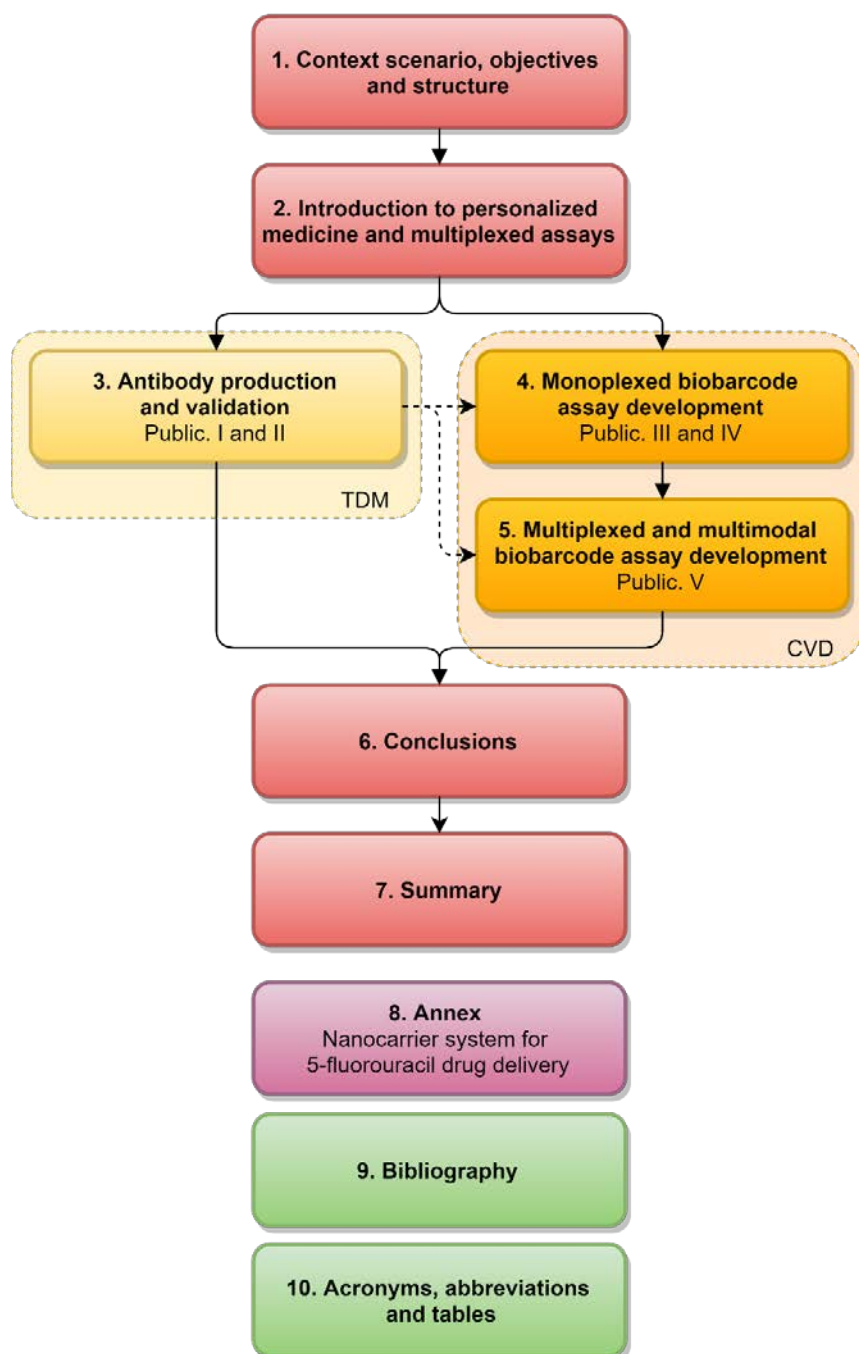 1. Context scenario, objectives
and structure
2. Introduction to personalized
medicine and multiplexed assays
3. Antibody production
and validation
Public. I and II
TDM
4. Monoplexed biobarcode
assay development
Public. III and IV
5. Multiplexed and multimodal
biobarcode assay development
Public. V
CVD
6. Conclusions
7. Summary
8. Annex
Nanocarrier system for
5-fluorouracil drug delivery
9. Bibliography
10. Acronyms, abbreviations
and tables